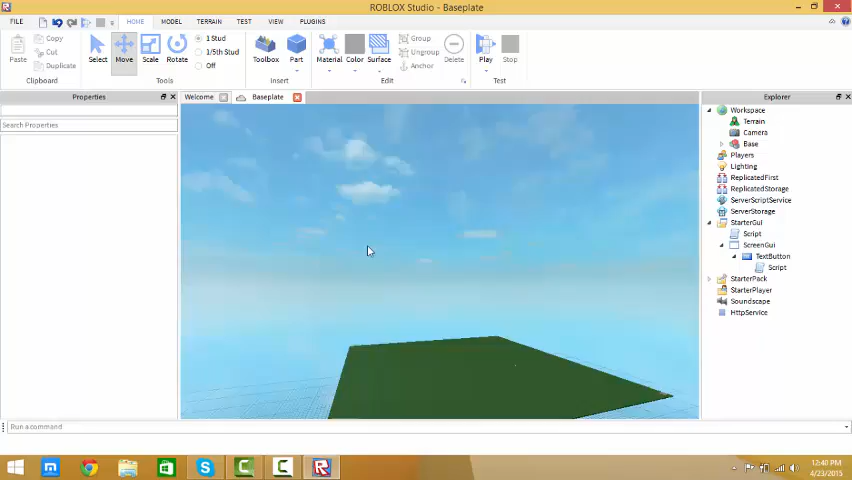 ROBLOX Studio - Baseplate
FILE
HOME
MODEL
TERRAIN
TEST
VIEW
PLUGINS
Paste
Copy
Cut
Duplicate
Clipboard
Select
Move
Scale
Rotate
1 Stud
1/5th Stud
Off
Tools
Toolbox
Part
Insert
Material
Color
Surface
Group
Ungroup
Anchor
Delete
Edit
Play
Stop
Test
Properties
Search Properties
Welcome
Baseplate
Explorer
Workspace
Terrain
Camera
Base
Players
Lighting
ReplicatedFirst
ReplicatedStorage
ServerScriptService
ServerStorage
StarterGui
Script
ScreenGui
TextButton
Script
StarterPack
StarterPlayer
Soundscape
HttpService
Run a command
12:40 PM
4/23/2015